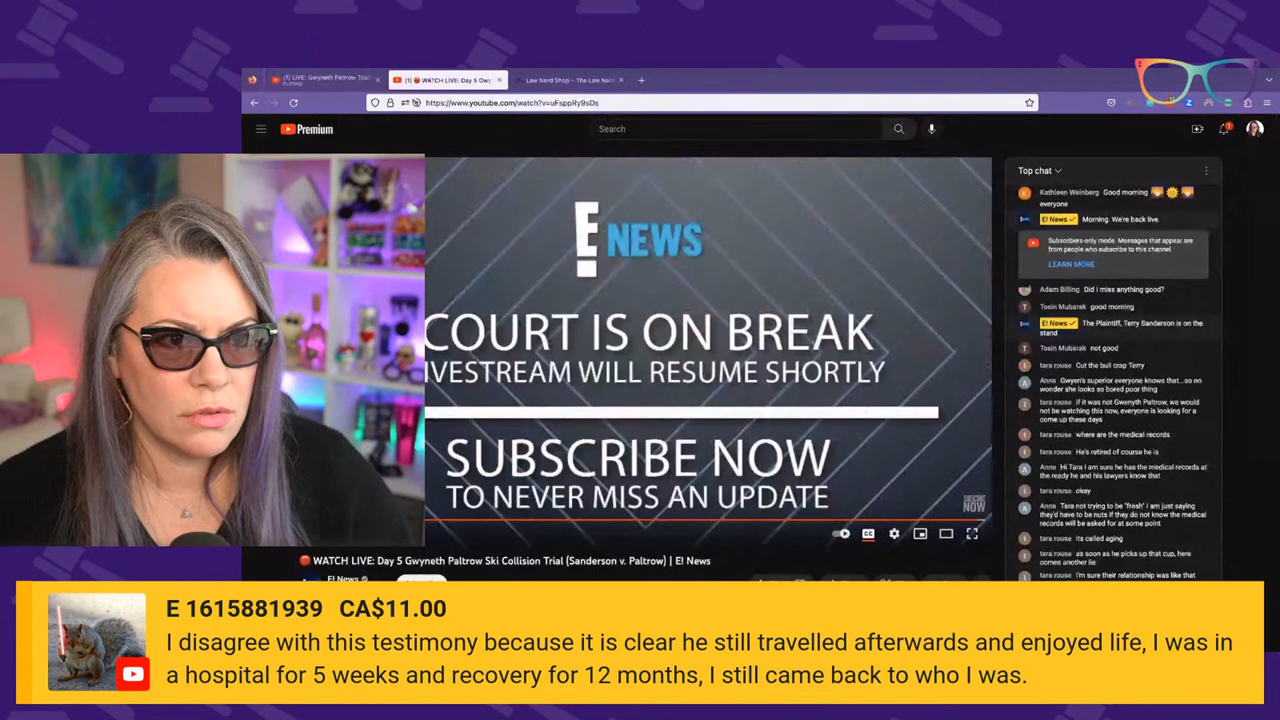 (1) LIVE: Gwyneth Paltrow Trial
PLAYING
(1) 🔴 WATCH LIVE: Day 5 Gwy
Law Nerd Shop – The Law Ner
https://www.youtube.com/watch?v=uFsppRy9sDs
Premium
Search
E NEWS
COURT IS ON BREAK
IVESTREAM WILL RESUME SHORTLY
SUBSCRIBE NOW
TO NEVER MISS AN UPDATE
SUBSCRIBE
NOW
🔴 WATCH LIVE: Day 5 Gwyneth Paltrow Ski Collision Trial (Sanderson v. Paltrow) | E! News
E! News
Top chat
Kathleen Weinberg Good morning 🌄 🌞 🌄
everyone
E! News Morning. We're back live.
Subscribers-only mode. Messages that appear are
from people who subscribe to this channel.
LEARN MORE
Adam Billing Did I miss anything good?
Tosin Mubarak good morning
E! News The Plaintiff, Terry Sanderson is on the
stand
Tosin Mubarak not good
tara rouse Cut the bull crap Terry
Anna Gwyen's superior everyone knows that...so no
wonder she looks so bored poor thing
tara rouse If it was not Gwenyth Paltrow, we would
not be watching this now, everyone is looking for a
come up these days
tara rouse where are the medical records
tara rouse He's retired of course he is
Anna Hi Tara I am sure he has the medical records at
the ready he and his lawyers know that
tara rouse okay
Anna Tara not trying to be "fresh" i am just saying
they'd have to be nuts if they do not know the medical
records will be asked for at some point
tara rouse its called aging
tara rouse as soon as he picks up that cup, here
comes another lie
tara rouse I'm sure their relationship was like that
E 1615881939 CA$11.00
I disagree with this testimony because it is clear he still travelled afterwards and enjoyed life, I was in
a hospital for 5 weeks and recovery for 12 months, I still came back to who I was.